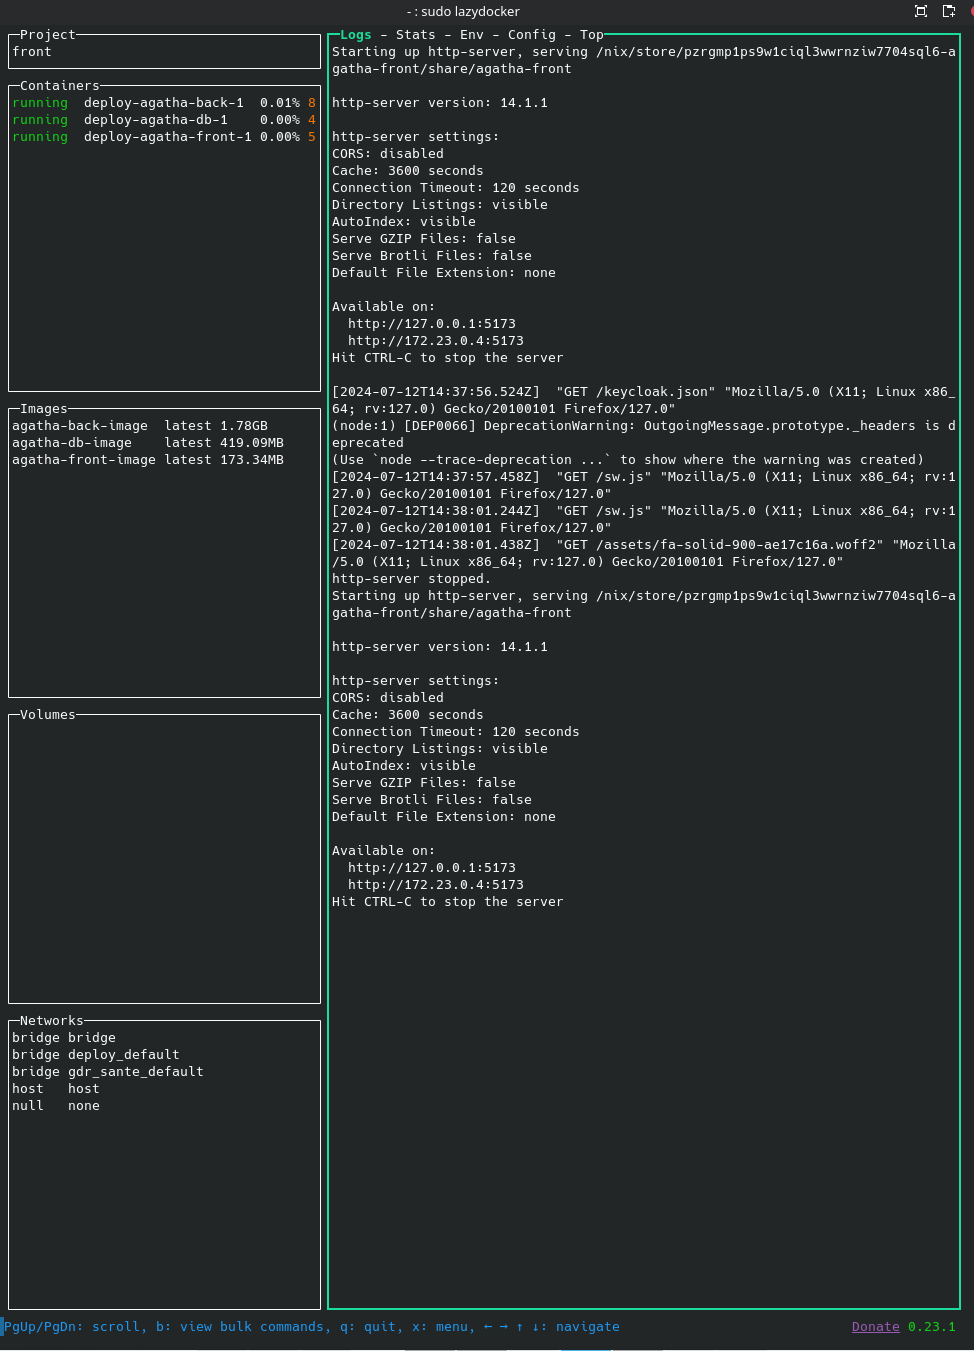 - : sudo lazydocker
Project
front
Containers
running  deploy-agatha-back-1  0.01% 8
running  deploy-agatha-db-1    0.00% 4
running  deploy-agatha-front-1 0.00% 5
Images
agatha-back-image  latest 1.78GB
agatha-db-image    latest 419.09MB
agatha-front-image latest 173.34MB
Volumes
Networks
bridge bridge
bridge deploy_default
bridge gdr_sante_default
host   host
null   none
Logs - Stats - Env - Config - Top
Starting up http-server, serving /nix/store/pzrgmp1ps9w1ciql3wwrnziw7704sql6-a
gatha-front/share/agatha-front
http-server version: 14.1.1
http-server settings:
CORS: disabled
Cache: 3600 seconds
Connection Timeout: 120 seconds
Directory Listings: visible
AutoIndex: visible
Serve GZIP Files: false
Serve Brotli Files: false
Default File Extension: none
Available on:
  http://127.0.0.1:5173
  http://172.23.0.4:5173
Hit CTRL-C to stop the server
[2024-07-12T14:37:56.524Z]  "GET /keycloak.json" "Mozilla/5.0 (X11; Linux x86_
64; rv:127.0) Gecko/20100101 Firefox/127.0"
(node:1) [DEP0066] DeprecationWarning: OutgoingMessage.prototype._headers is d
eprecated
(Use `node --trace-deprecation ...` to show where the warning was created)
[2024-07-12T14:37:57.458Z]  "GET /sw.js" "Mozilla/5.0 (X11; Linux x86_64; rv:1
27.0) Gecko/20100101 Firefox/127.0"
[2024-07-12T14:38:01.244Z]  "GET /sw.js" "Mozilla/5.0 (X11; Linux x86_64; rv:1
27.0) Gecko/20100101 Firefox/127.0"
[2024-07-12T14:38:01.438Z]  "GET /assets/fa-solid-900-ae17c16a.woff2" "Mozilla
/5.0 (X11; Linux x86_64; rv:127.0) Gecko/20100101 Firefox/127.0"
http-server stopped.
Starting up http-server, serving /nix/store/pzrgmp1ps9w1ciql3wwrnziw7704sql6-a
gatha-front/share/agatha-front
http-server version: 14.1.1
http-server settings:
CORS: disabled
Cache: 3600 seconds
Connection Timeout: 120 seconds
Directory Listings: visible
AutoIndex: visible
Serve GZIP Files: false
Serve Brotli Files: false
Default File Extension: none
Available on:
  http://127.0.0.1:5173
  http://172.23.0.4:5173
Hit CTRL-C to stop the server
PgUp/PgDn: scroll, b: view bulk commands, q: quit, x: menu, ← → ↑ ↓: navigate
Donate 0.23.1